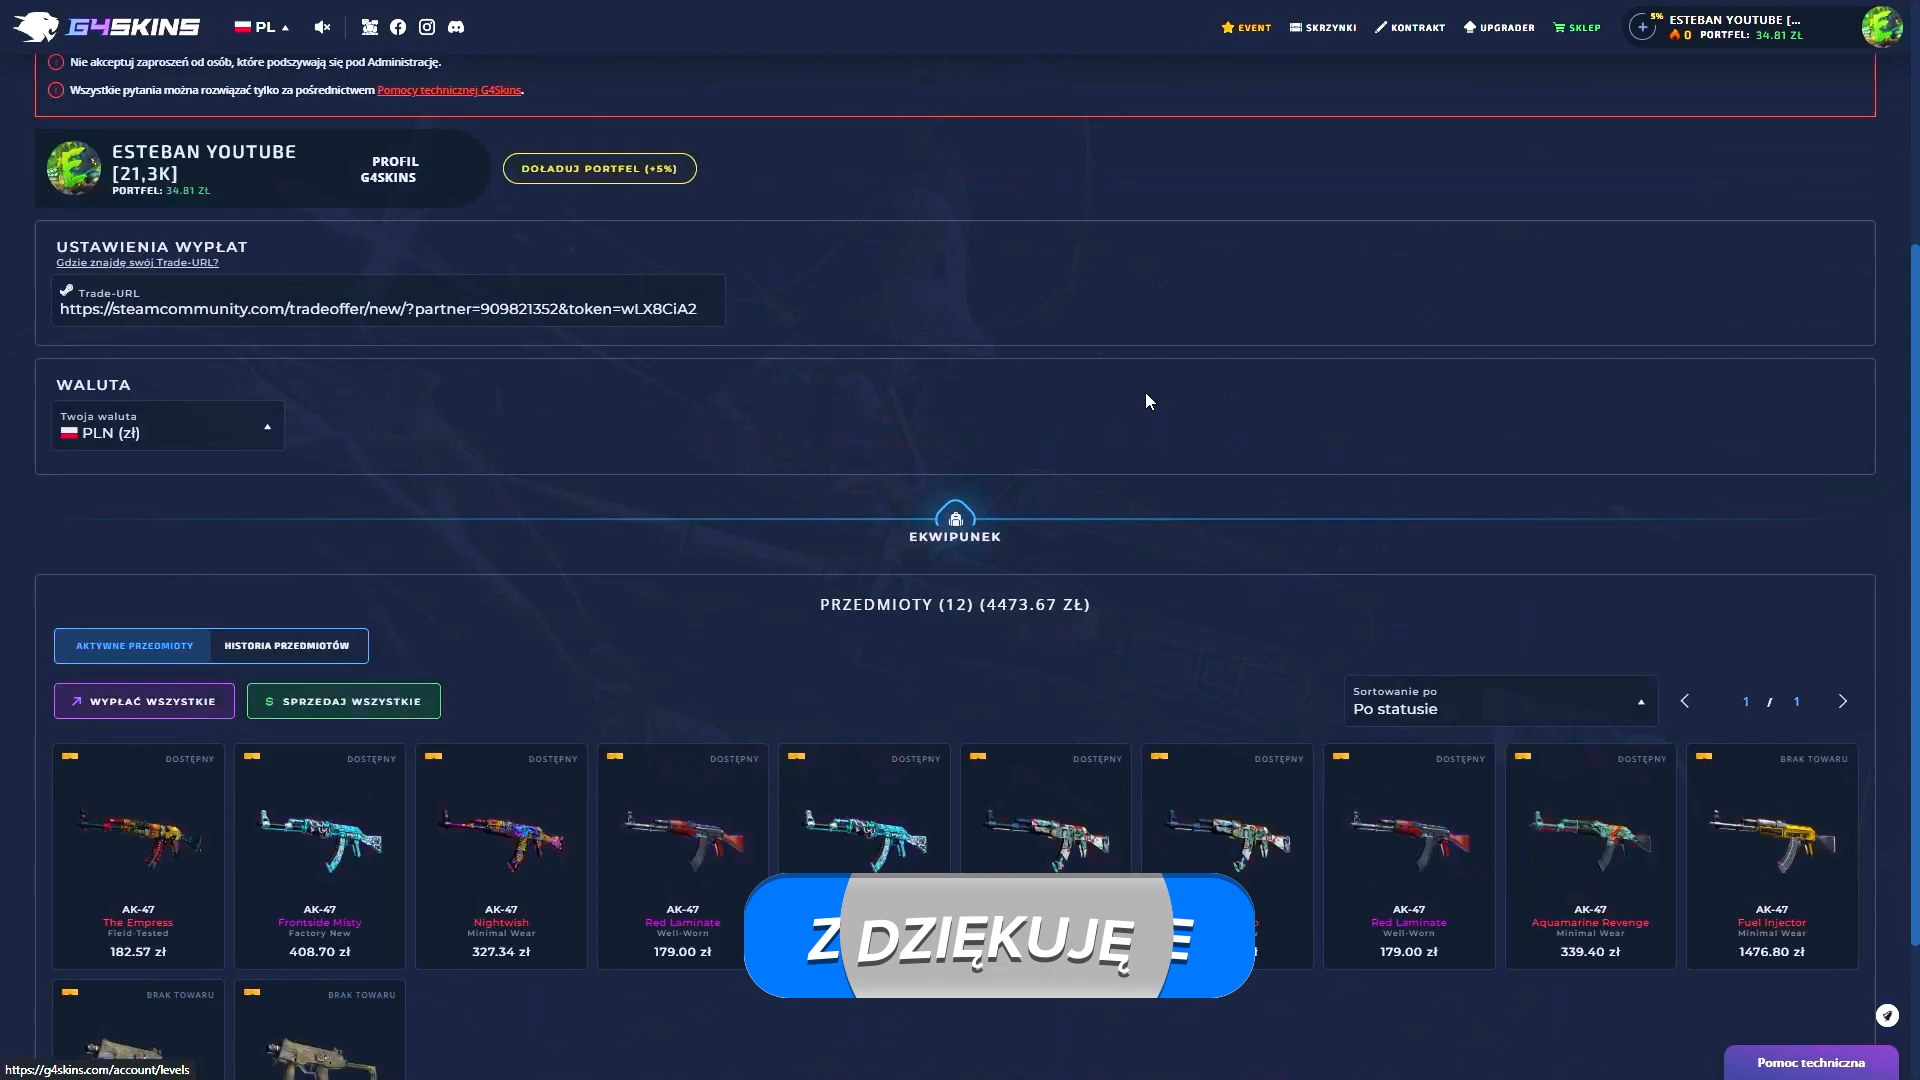 G4SKINS
PL
EVENT
SKRZYNKI
KONTRAKT
UPGRADER
SKLEP
5%
ESTEBAN YOUTUBE [...
0 PORTFEL: 34.81 ZŁ
Nie akceptuj zaproszeń od osób, które podszywają się pod Administrację.
Wszystkie pytania można rozwiązać tylko za pośrednictwem Pomocy technicznej G4Skins.
ESTEBAN YOUTUBE
[21,3K]
PORTFEL: 34.81 ZŁ
PROFIL
G4SKINS
DOŁADUJ PORTFEL (+5%)
USTAWIENIA WYPŁAT
Gdzie znajdę swój Trade-URL?
Trade-URL
https://steamcommunity.com/tradeoffer/new/?partner=909821352&token=wLX8CiA2
WALUTA
Twoja waluta
PLN (zł)
EKWIPUNEK
PRZEDMIOTY (12) (4473.67 ZŁ)
AKTYWNE PRZEDMIOTY
HISTORIA PRZEDMIOTÓW
WYPŁAĆ WSZYSTKIE
$ SPRZEDAJ WSZYSTKIE
Sortowanie po
Po statusie
1 / 1
DOSTĘPNY
AK-47
The Empress
Field-Tested
182.57 zł
DOSTĘPNY
AK-47
Frontside Misty
Factory New
408.70 zł
DOSTĘPNY
AK-47
Nightwish
Minimal Wear
327.34 zł
DOSTĘPNY
AK-47
Red Laminate
Well-Worn
179.00 zł
DOSTĘPNY
DOSTĘPNY
DOSTĘPNY
DOSTĘPNY
AK-47
Red Laminate
Well-Worn
179.00 zł
DOSTĘPNY
AK-47
Aquamarine Revenge
Minimal Wear
339.40 zł
BRAK TOWARU
AK-47
Fuel Injector
Minimal Wear
1476.80 zł
Z DZIĘKUJĘ E
BRAK TOWARU
BRAK TOWARU
https://g4skins.com/account/levels
Pomoc techniczna